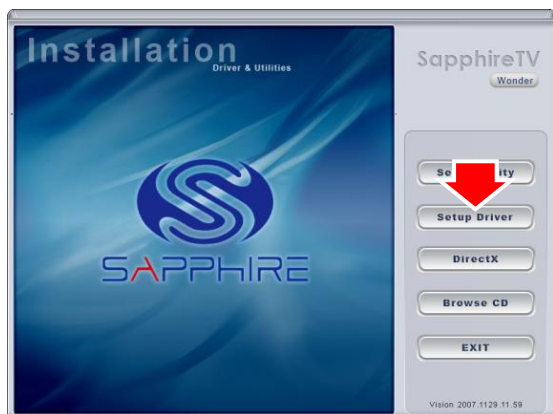 Installation
Driver & Utilities
SapphireTV
Wonder
SAPPHIRE
Setup Driver
DirectX
Browse CD
EXIT
Vision 2007.1129.11.59